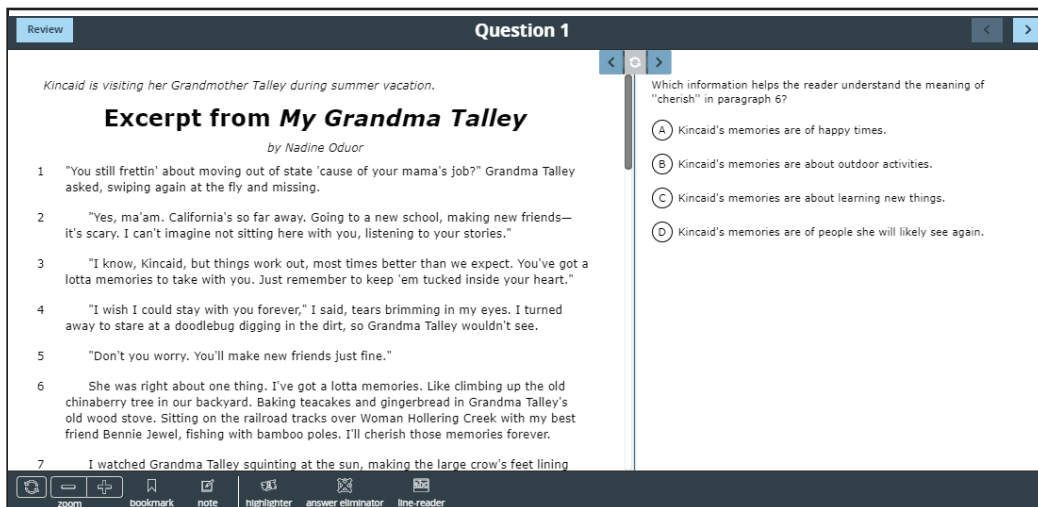 Review
Question 1
Kincaid is visiting her Grandmother Talley during summer vacation.
Excerpt from My Grandma Talley
by Nadine Oduor
1 "You still frettin' about moving out of state 'cause of your mama's job?" Grandma Talley
asked, swiping again at the fly and missing.
2 "Yes, ma'am. California's so far away. Going to a new school, making new friends—
it's scary. I can't imagine not sitting here with you, listening to your stories."
3 "I know, Kincaid, but things work out, most times better than we expect. You've got a
lotta memories to take with you. Just remember to keep 'em tucked inside your heart."
4 "I wish I could stay with you forever," I said, tears brimming in my eyes. I turned
away to stare at a doodlebug digging in the dirt, so Grandma Talley wouldn't see.
5 "Don't you worry. You'll make new friends just fine."
6 She was right about one thing. I've got a lotta memories. Like climbing up the old
chinaberry tree in our backyard. Baking teacakes and gingerbread in Grandma Talley's
old wood stove. Sitting on the railroad tracks over Woman Hollering Creek with my best
friend Bennie Jewel, fishing with bamboo poles. I'll cherish those memories forever.
7 I watched Grandma Talley squinting at the sun, making the large crow's feet lining
Which information helps the reader understand the meaning of
"cherish" in paragraph 6?
A Kincaid's memories are of happy times.
B Kincaid's memories are about outdoor activities.
C Kincaid's memories are about learning new things.
D Kincaid's memories are of people she will likely see again.
zoom bookmark note highlighter answer eliminator line-reader